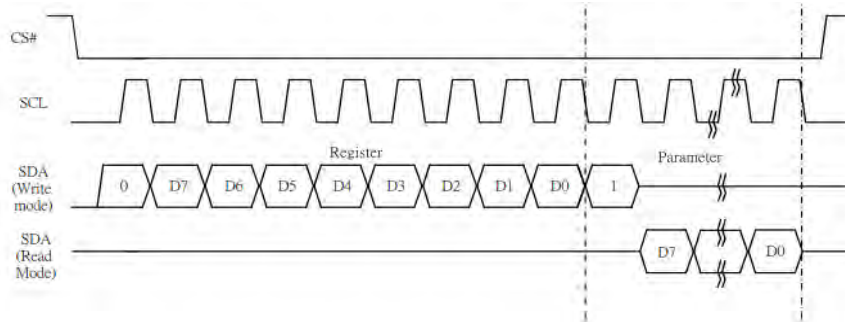 CS#
SCL
Register
Parameter
SDA
(Write
mode)
0 D7 D6 D5 D4 D3 D2 D1 D0 1
SDA
(Read
Mode)
D7 D0